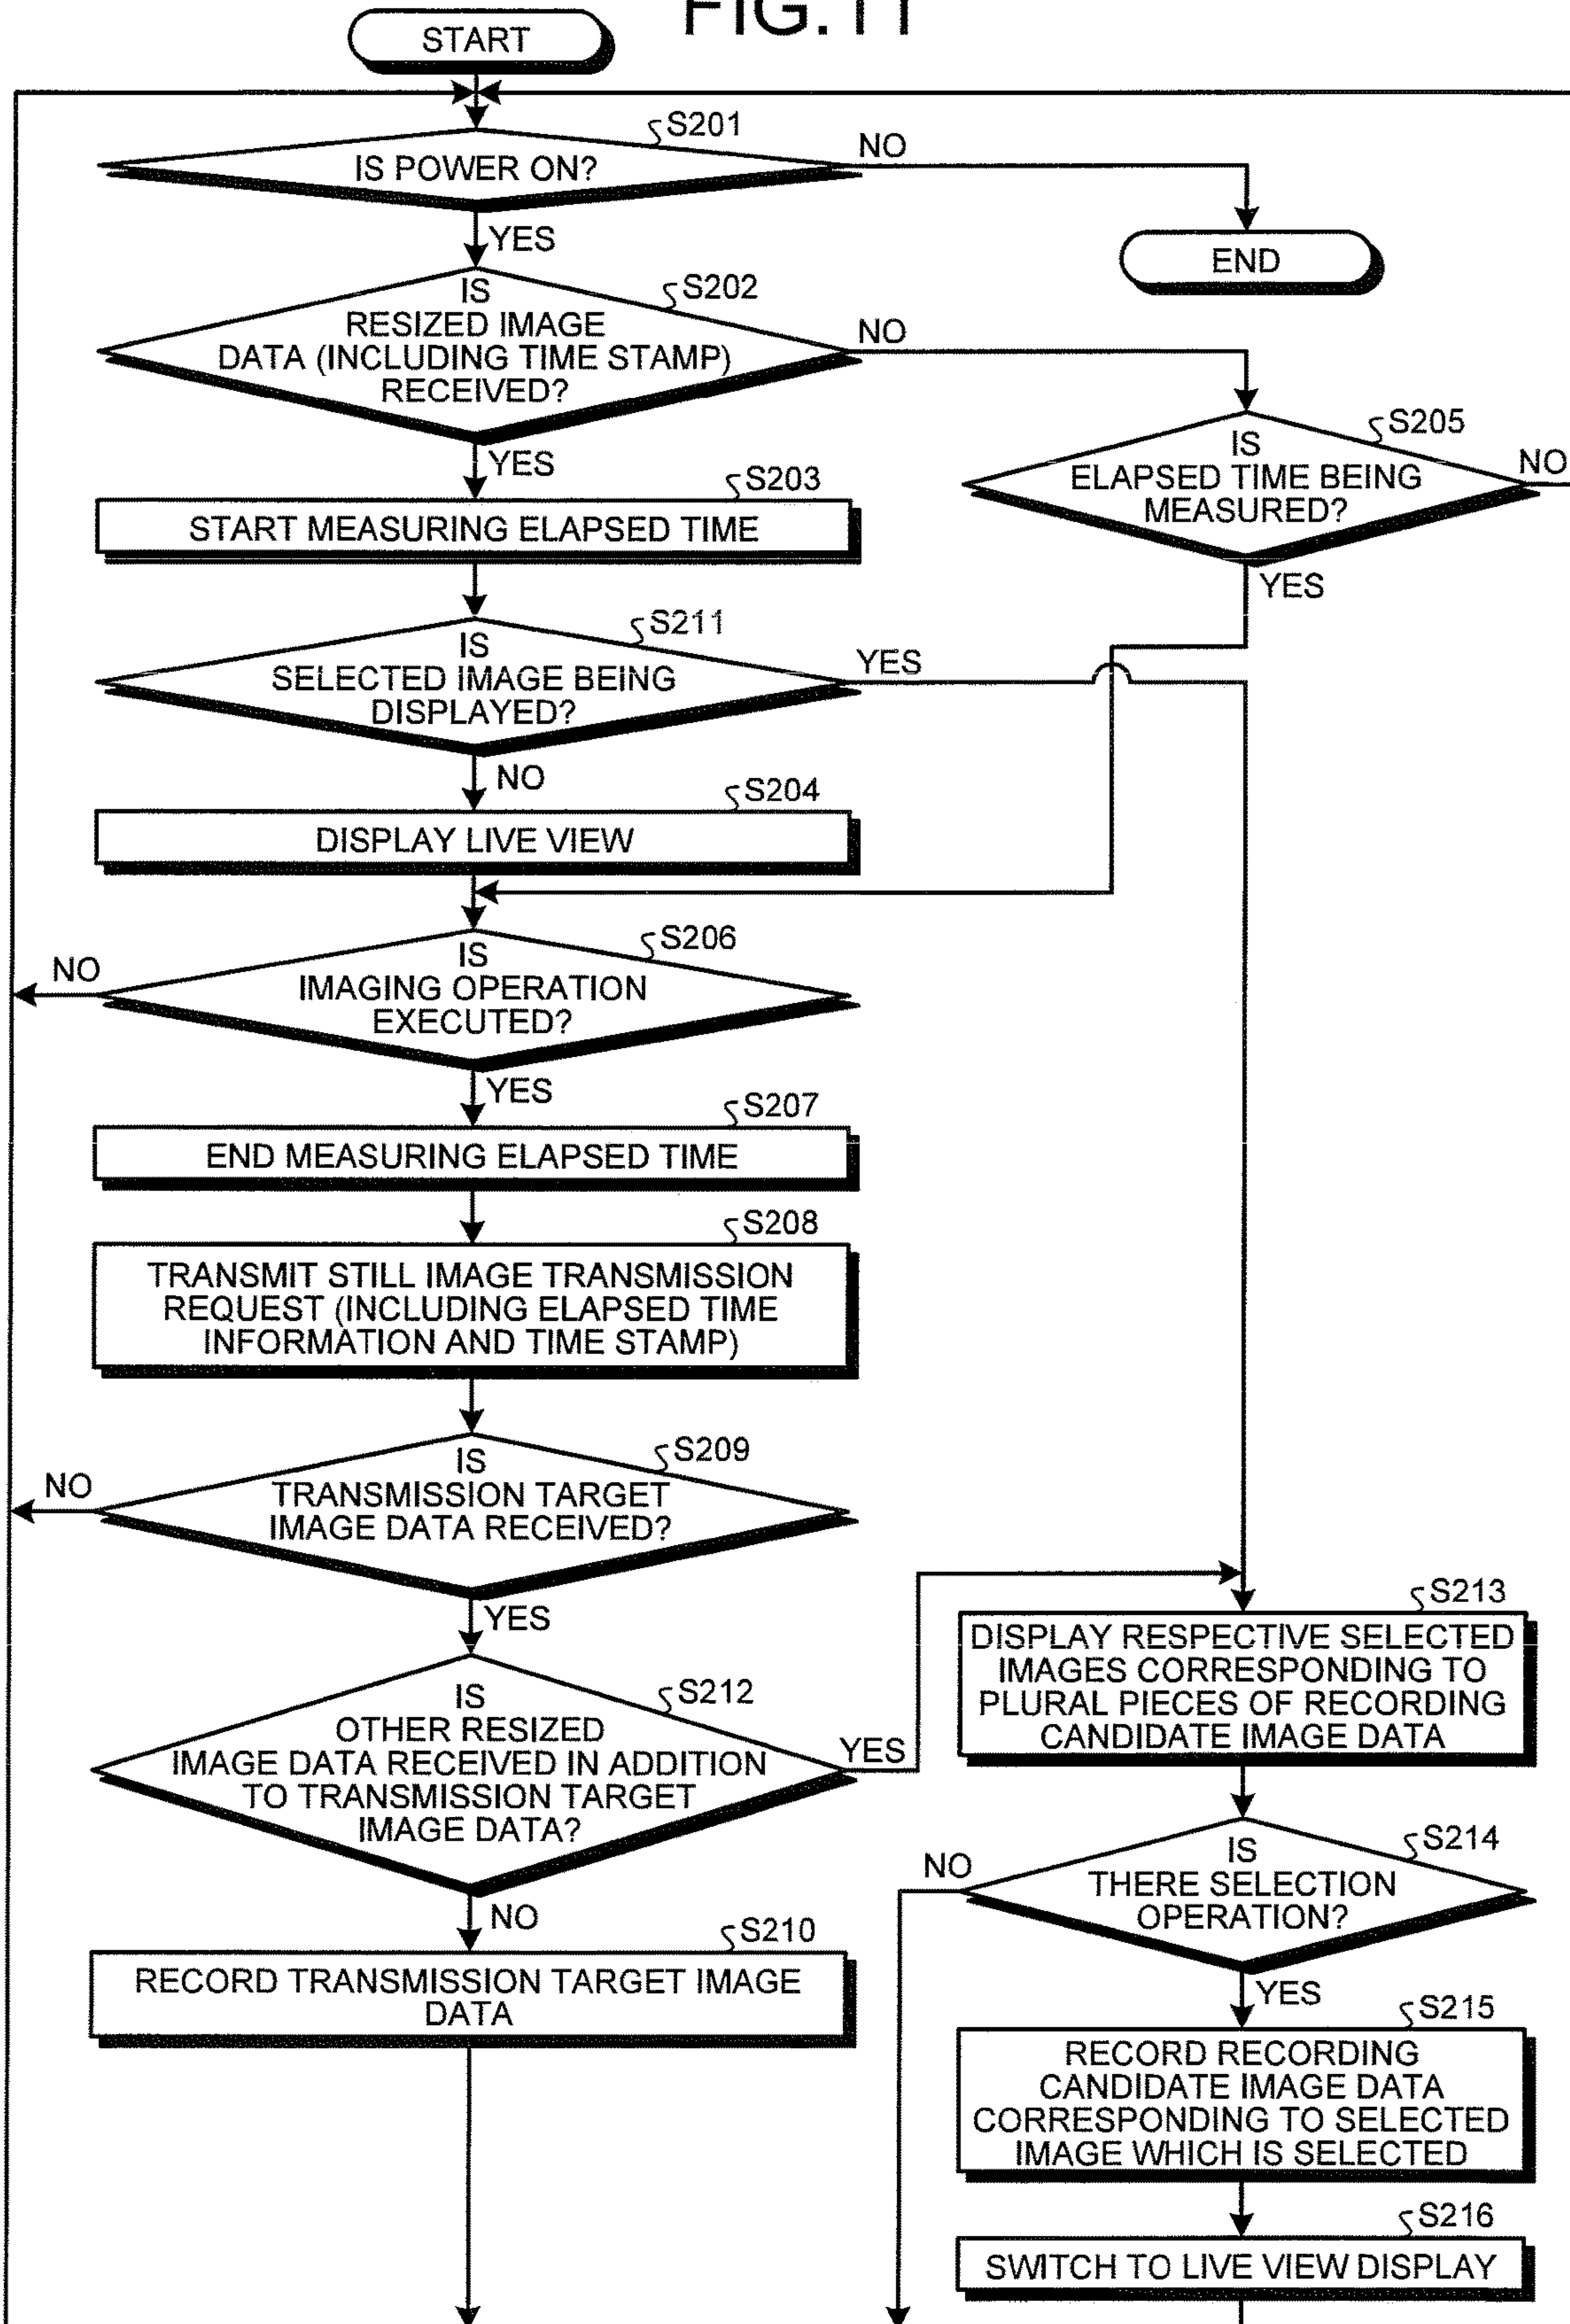 FIG.11
START
S201
IS POWER ON?
NO
YES
END
S202
IS
RESIZED IMAGE
DATA (INCLUDING TIME STAMP)
RECEIVED?
NO
YES
S205
IS
ELAPSED TIME BEING
MEASURED?
NO
YES
S203
START MEASURING ELAPSED TIME
S211
IS
SELECTED IMAGE BEING
DISPLAYED?
YES
NO
S204
DISPLAY LIVE VIEW
S206
IS
IMAGING OPERATION
EXECUTED?
NO
YES
S207
END MEASURING ELAPSED TIME
S208
TRANSMIT STILL IMAGE TRANSMISSION
REQUEST (INCLUDING ELAPSED TIME
INFORMATION AND TIME STAMP)
S209
IS
TRANSMISSION TARGET
IMAGE DATA RECEIVED?
NO
YES
S212
IS
OTHER RESIZED
IMAGE DATA RECEIVED IN ADDITION
TO TRANSMISSION TARGET
IMAGE DATA?
YES
NO
S210
RECORD TRANSMISSION TARGET IMAGE
DATA
S213
DISPLAY RESPECTIVE SELECTED
IMAGES CORRESPONDING TO
PLURAL PIECES OF RECORDING
CANDIDATE IMAGE DATA
S214
IS
THERE SELECTION
OPERATION?
NO
YES
S215
RECORD RECORDING
CANDIDATE IMAGE DATA
CORRESPONDING TO SELECTED
IMAGE WHICH IS SELECTED
S216
SWITCH TO LIVE VIEW DISPLAY